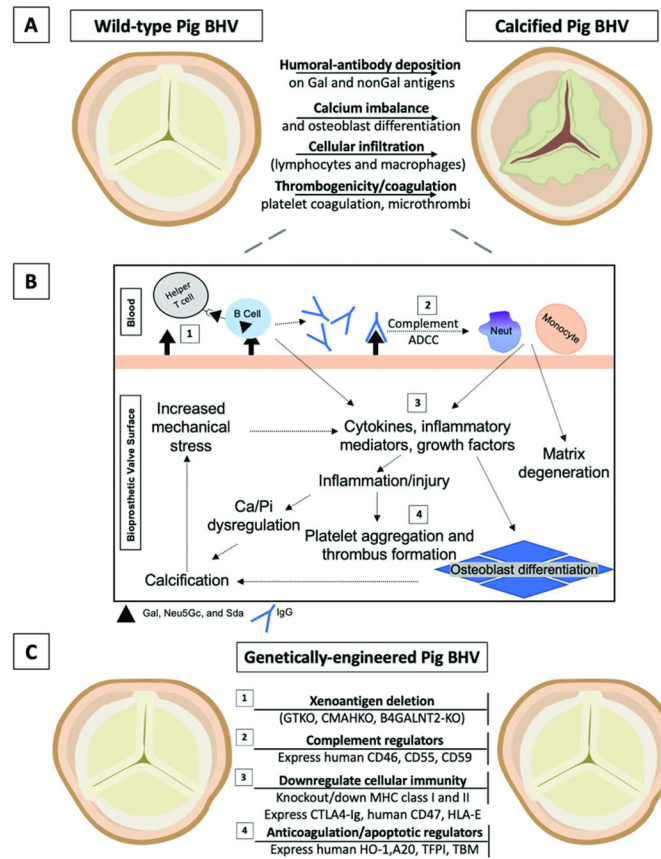 A
Wild-type Pig BHV
Calcified Pig BHV
Humoral-antibody deposition
on Gal and nonGal antigens
Calcium imbalance
and osteoblast differentiation
Cellular infiltration
(lymphocytes and macrophages)
Thrombogenicity/coagulation
platelet coagulation, microthrombi
B
Blood
Helper
T cell
1
B Cell
2
Complement
ADCC
Neut
Monocyte
Bioprosthetic Valve Surface
Increased
mechanical
stress
3
Cytokines, inflammatory
mediators, growth factors
Matrix
degeneration
Inflammation/injury
Ca/Pi
dysregulation
4
Platelet aggregation and
thrombus formation
Osteoblast differentiation
Calcification
Gal, Neu5Gc, and Sda
IgG
C
Genetically-engineered Pig BHV
1
Xenoantigen deletion
(GTKO, CMAHKO, B4GALNT2-KO)
2
Complement regulators
Express human CD46, CD55, CD59
3
Downregulate cellular immunity
Knockout/down MHC class I and II
Express CTLA4-Ig, human CD47, HLA-E
4
Anticoagulation/apoptotic regulators
Express human HO-1,A20, TFPI, TBM